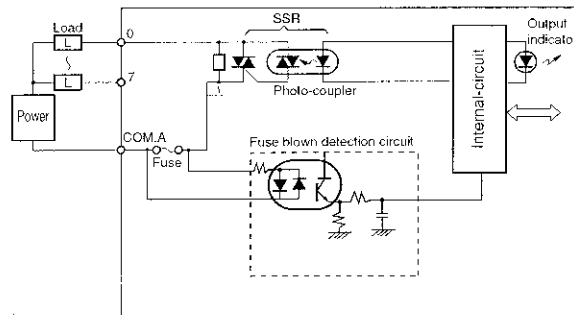 Load
SSR
Output
indicato
L
0
L
7
Photo-coupler
Power
Internal-circuit
COM.A
Fuse
Fuse blown detection circuit